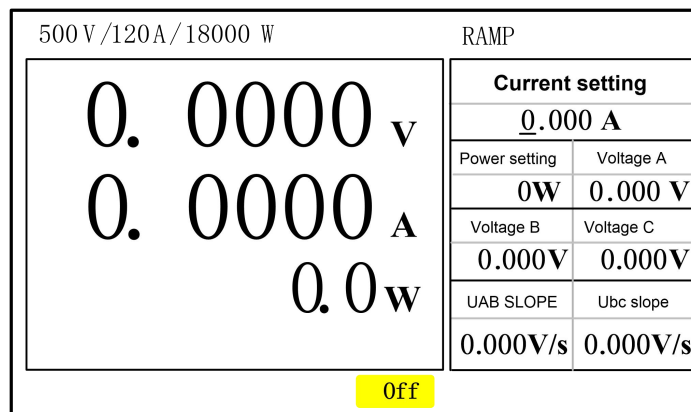 500V/120A/18000 W
RAMP
0. 0000 V
0. 0000 A
0. 0 W
Current setting
0.000 A
Power setting
Voltage A
0W
0.000 V
Voltage B
Voltage C
0.000V
0.000V
UAB SLOPE
Ubc slope
0.000V/s
0.000V/s
Off